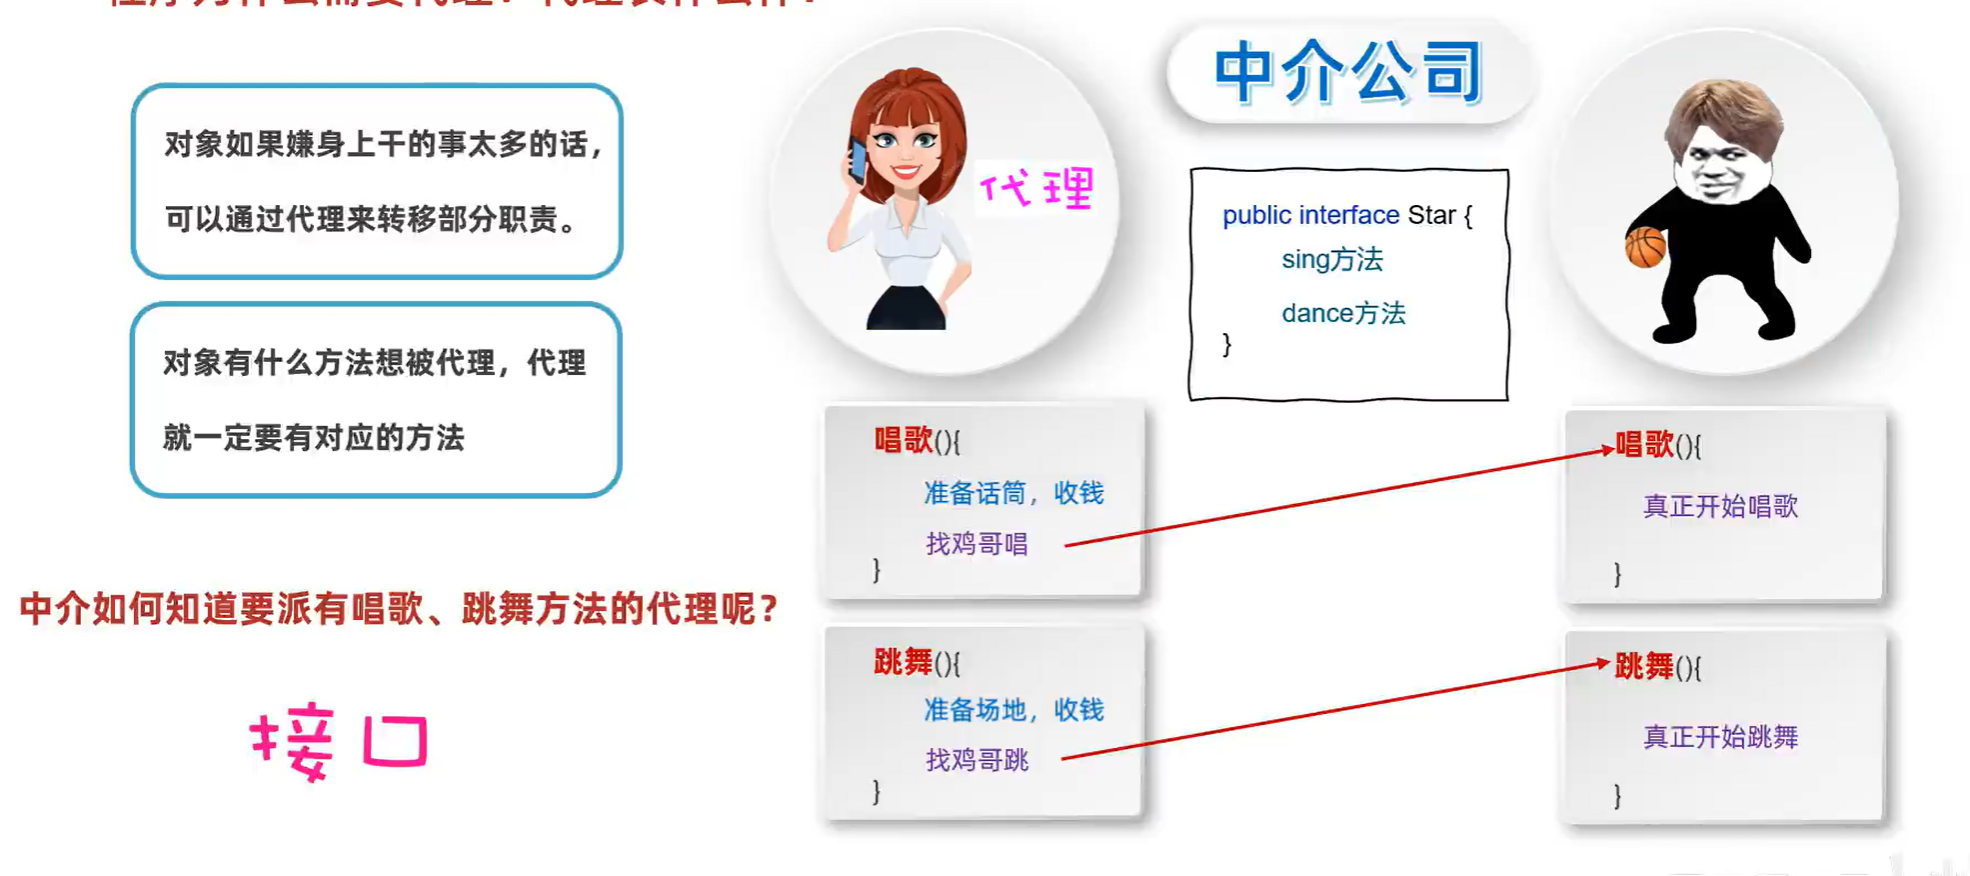 对象如果嫌身上干的事太多的话，
可以通过代理来转移部分职责。
对象有什么方法想被代理，代理
就一定要有对应的方法
中介如何知道要派有唱歌、跳舞方法的代理呢？
接口
代理
中介公司
public interface Star {
sing方法
dance方法
}
唱歌(){
准备话筒，收钱
找鸡哥唱
}
跳舞(){
准备场地，收钱
找鸡哥跳
}
唱歌(){
真正开始唱歌
}
跳舞(){
真正开始跳舞
}